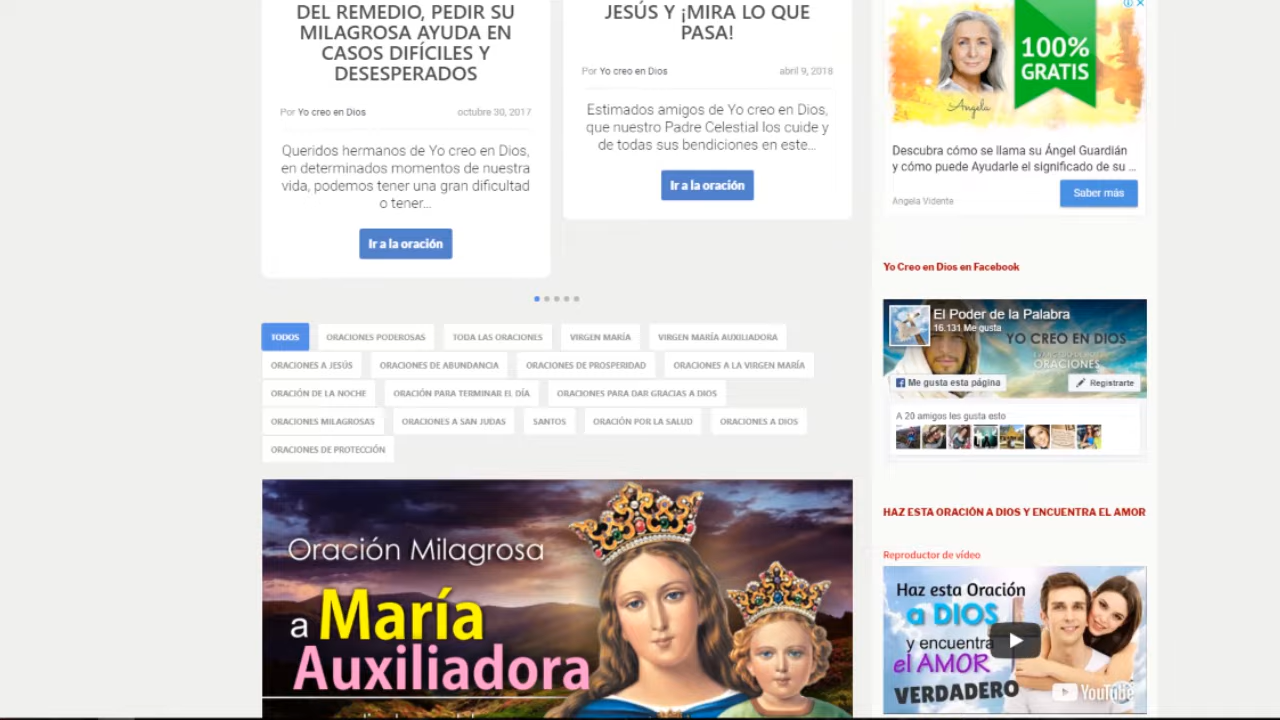 DEL REMEDIO, PEDIR SU
MILAGROSA AYUDA EN
CASOS DIFÍCILES Y
DESESPERADOS
Por Yo creo en Dios
octubre 30, 2017
Queridos hermanos de Yo creo en Dios,
en determinados momentos de nuestra
vida, podemos tener una gran dificultad
o tener...
Ir a la oración
JESÚS Y ¡MIRA LO QUE
PASA!
Por Yo creo en Dios
abril 9, 2018
Estimados amigos de Yo creo en Dios,
que nuestro Padre Celestial los cuide y
de todas sus bendiciones en este...
Ir a la oración
TODOS
ORACIONES PODEROSAS
TODA LAS ORACIONES
VIRGEN MARÍA
VIRGEN MARÍA AUXILIADORA
ORACIONES A JESÚS
ORACIONES DE ABUNDANCIA
ORACIONES DE PROSPERIDAD
ORACIONES A LA VIRGEN MARÍA
ORACIÓN DE LA NOCHE
ORACIÓN PARA TERMINAR EL DÍA
ORACIONES PARA DAR GRACIAS A DIOS
ORACIONES MILAGROSAS
ORACIONES A SAN JUDAS
SANTOS
ORACIÓN POR LA SALUD
ORACIONES A DIOS
ORACIONES DE PROTECCIÓN
Oración Milagrosa
a María
Auxiliadora
100%
GRATIS
Angela
Descubra cómo se llama su Ángel Guardián
y cómo puede Ayudarle el significado de su ...
Angela Vidente
Saber más
Yo Creo en Dios en Facebook
El Poder de la Palabra
16.131 Me gusta
YO CREO EN DIOS
ORACIONES
Me gusta esta página
Registrarte
A 20 amigos les gusta esto
HAZ ESTA ORACIÓN A DIOS Y ENCUENTRA EL AMOR
Reproductor de vídeo
Haz esta Oración
a DIOS
y encuentra
el AMOR
VERDADERO
YouTube